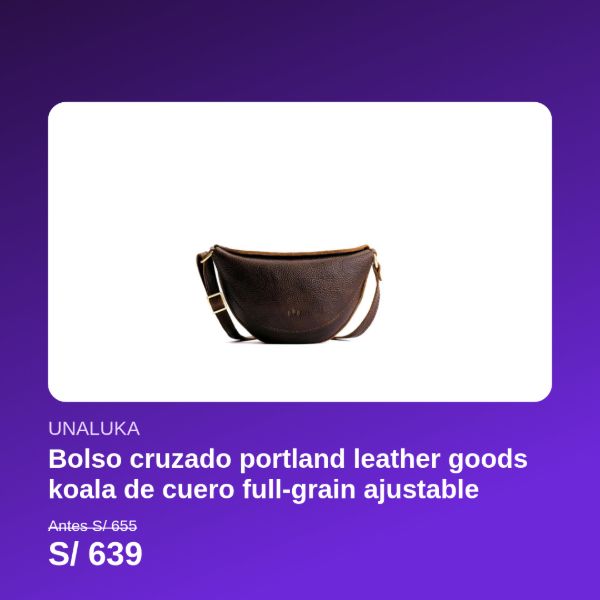 UNALUKA
Bolso cruzado portland leather goods
koala de cuero full-grain ajustable
Antes S/ 655
S/ 639